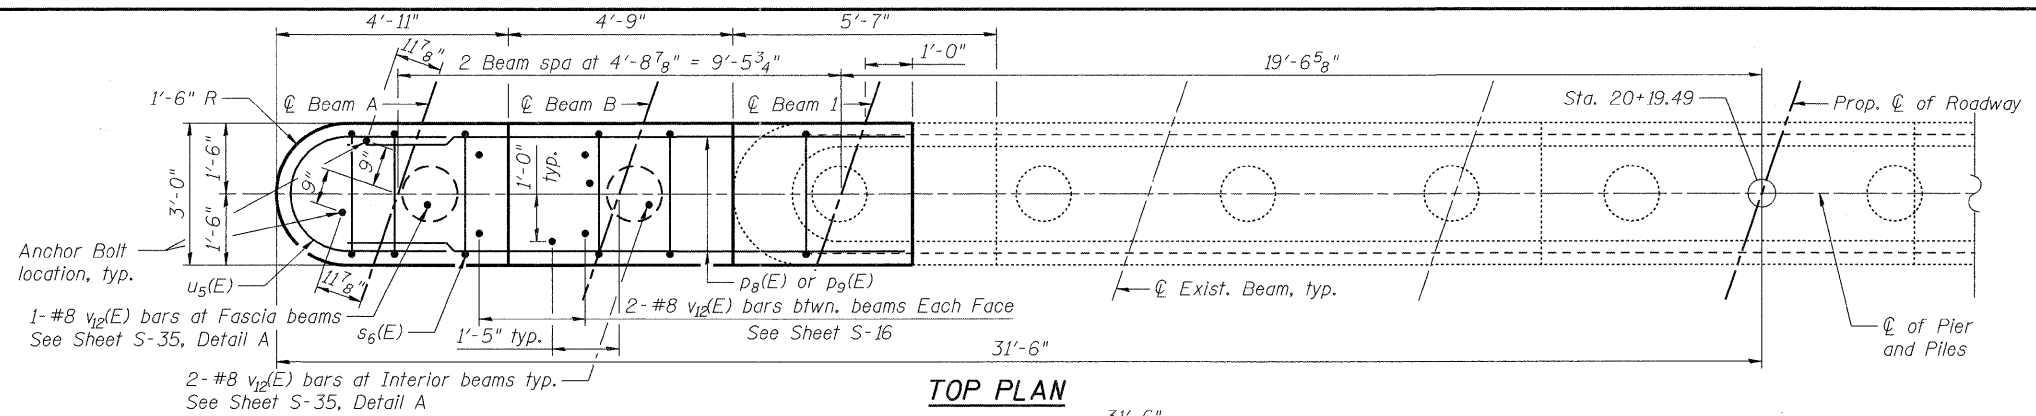 4'-11"
4'-9"
5'-7"
11 7/8"
2 Beam spa at 4'-8 7/8" = 9'-5 3/4"
1'-0"
19'-6 5/8"
1'-6" R
℄ Beam A
℄ Beam B
℄ Beam 1
Sta. 20+19.49
Prop. ℄ of Roadway
3'-0"
1'-6"
1'-6"
9"
9"
1'-0"
typ.
Anchor Bolt
location, typ.
u5(E)
11 7/8"
p8(E) or p9(E)
℄ Exist. Beam, typ.
1-#8 v12(E) bars at Fascia beams
See Sheet S-35, Detail A
s6(E)
1'-5" typ.
2-#8 v12(E) bars btwn. beams Each Face
See Sheet S-16
℄ of Pier
and Piles
31'-6"
2-#8 v12(E) bars at Interior beams typ.
See Sheet S-35, Detail A
TOP PLAN
31'-6"